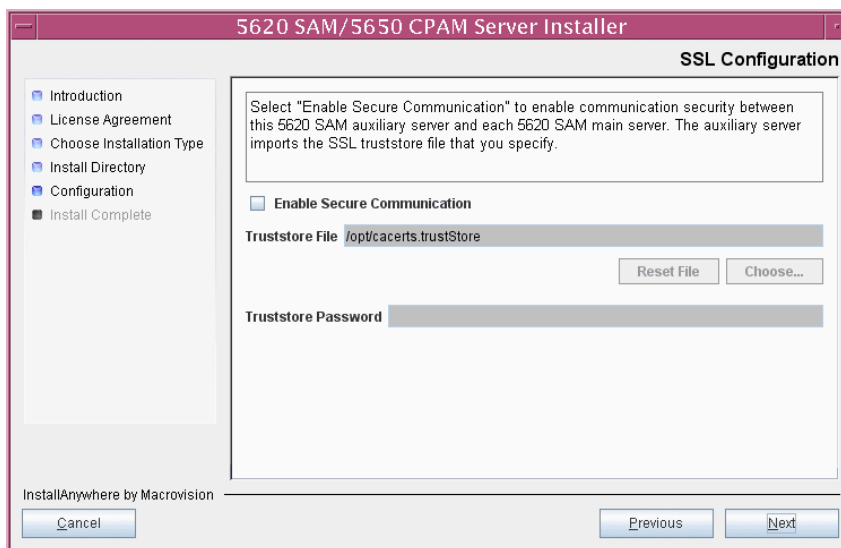 5620 SAM/5650 CPAM Server Installer
SSL Configuration
Introduction
License Agreement
Choose Installation Type
Install Directory
Configuration
Install Complete
Select "Enable Secure Communication" to enable communication security between
this 5620 SAM auxiliary server and each 5620 SAM main server. The auxiliary server
imports the SSL truststore file that you specify.
Enable Secure Communication
Truststore File /opt/cacerts.trustStore
Reset File Choose...
Truststore Password
InstallAnywhere by Macrovision
Cancel Previous Next